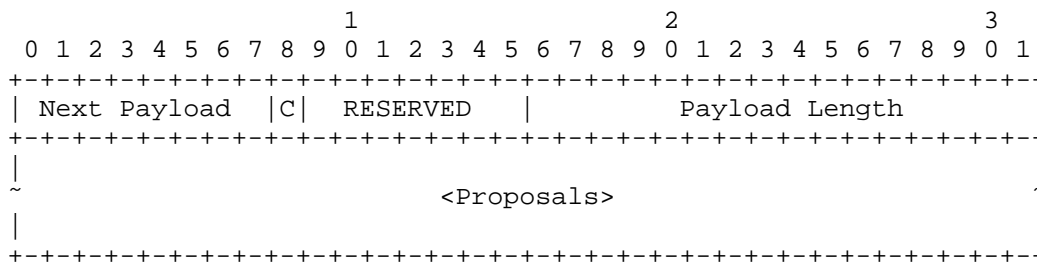 1                   2                   3
 0 1 2 3 4 5 6 7 8 9 0 1 2 3 4 5 6 7 8 9 0 1 2 3 4 5 6 7 8 9 0 1
+-+-+-+-+-+-+-+-+-+-+-+-+-+-+-+-+-+-+-+-+-+-+-+-+-+-+-+-+-+-+-+--
| Next Payload  |C|  RESERVED   |         Payload Length
+-+-+-+-+-+-+-+-+-+-+-+-+-+-+-+-+-+-+-+-+-+-+-+-+-+-+-+-+-+-+-+--
|
~                          <Proposals>                          ~
|
+-+-+-+-+-+-+-+-+-+-+-+-+-+-+-+-+-+-+-+-+-+-+-+-+-+-+-+-+-+-+-+--